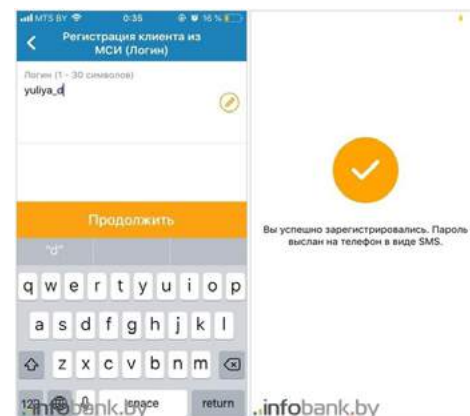 MTS BY 0:35 16 %
Регистрация клиента из
МСИ (Логин)
Логин (1 - 30 символов)
yuliya_d
Продолжить
"d"
q w e r t y u i o p
a s d f g h j k l
z x c v b n m
123 space return
infobank.by
Вы успешно зарегистрировались. Пароль
выслан на телефон в виде SMS.
infobank.by